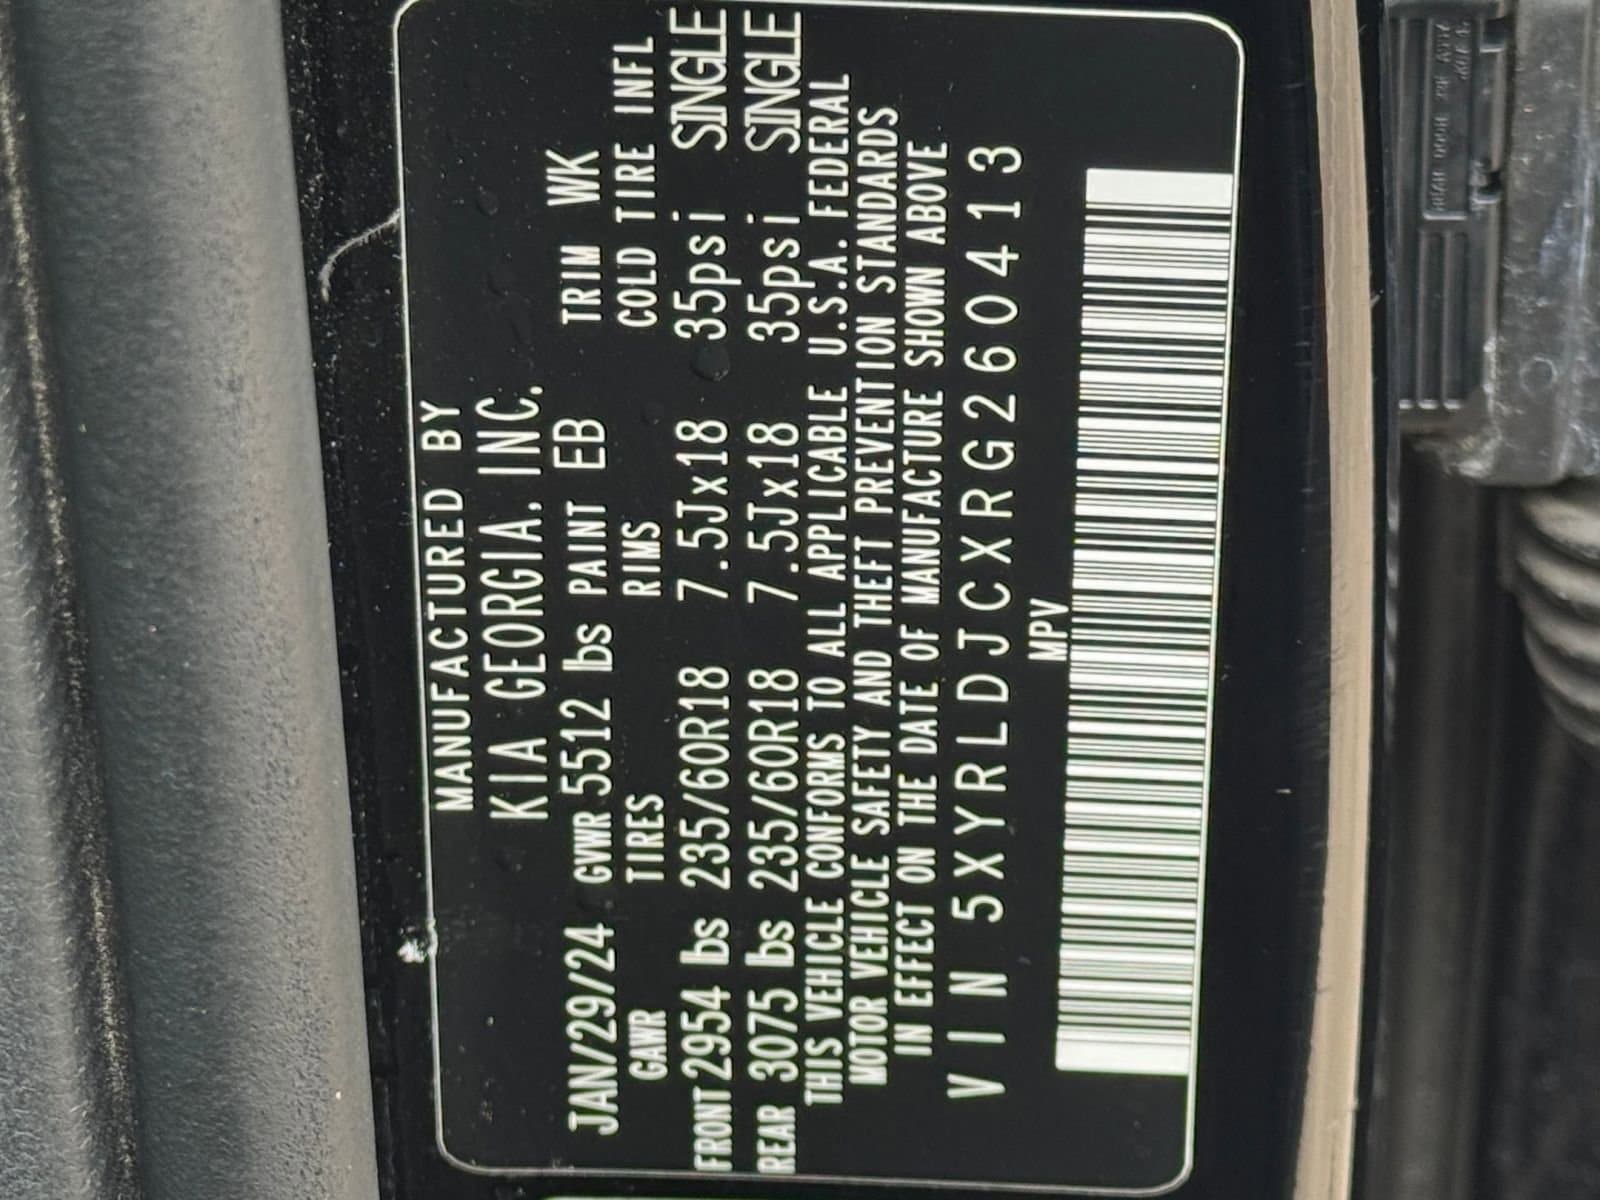 MANUFACTURED BY
KIA GEORGIA, INC.
JAN/29/24 GVWR 5512 lbs PAINT EB TRIM WK
GAWR TIRES RIMS COLD TIRE INFL
FRONT 2954 lbs 235/60R18 7.5Jx18 35psi SINGLE
REAR 3075 lbs 235/60R18 7.5Jx18 35psi SINGLE
THIS VEHICLE CONFORMS TO ALL APPLICABLE U.S.A. FEDERAL
MOTOR VEHICLE SAFETY AND THEFT PREVENTION STANDARDS
IN EFFECT ON THE DATE OF MANUFACTURE SHOWN ABOVE
VIN 5XYRLDJCXRG260413
MPV